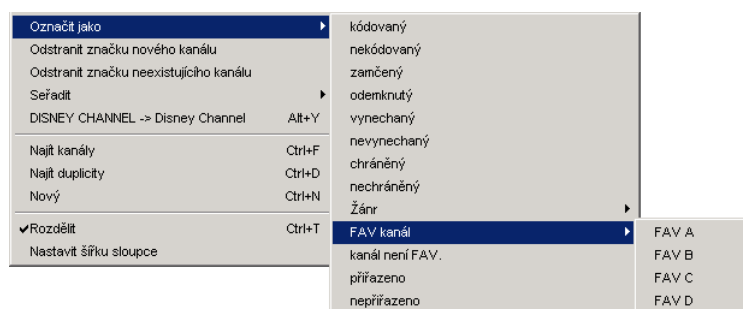 Označit jako
Odstranit značku nového kanálu
Odstranit značku neexistujícího kanálu
Seřadit
DISNEY CHANNEL -> Disney Channel Alt+Y
Najít kanály Ctrl+F
Najít duplicity Ctrl+D
Nový Ctrl+N
✔Rozdělit Ctrl+T
Nastavit šířku sloupce
kódovaný
nekódovaný
zamčený
odemknutý
vynechaný
nevynechaný
chráněný
nechráněný
Žánr
FAV kanál
kanál není FAV.
přiřazeno
nepřiřazeno
FAV A
FAV B
FAV C
FAV D